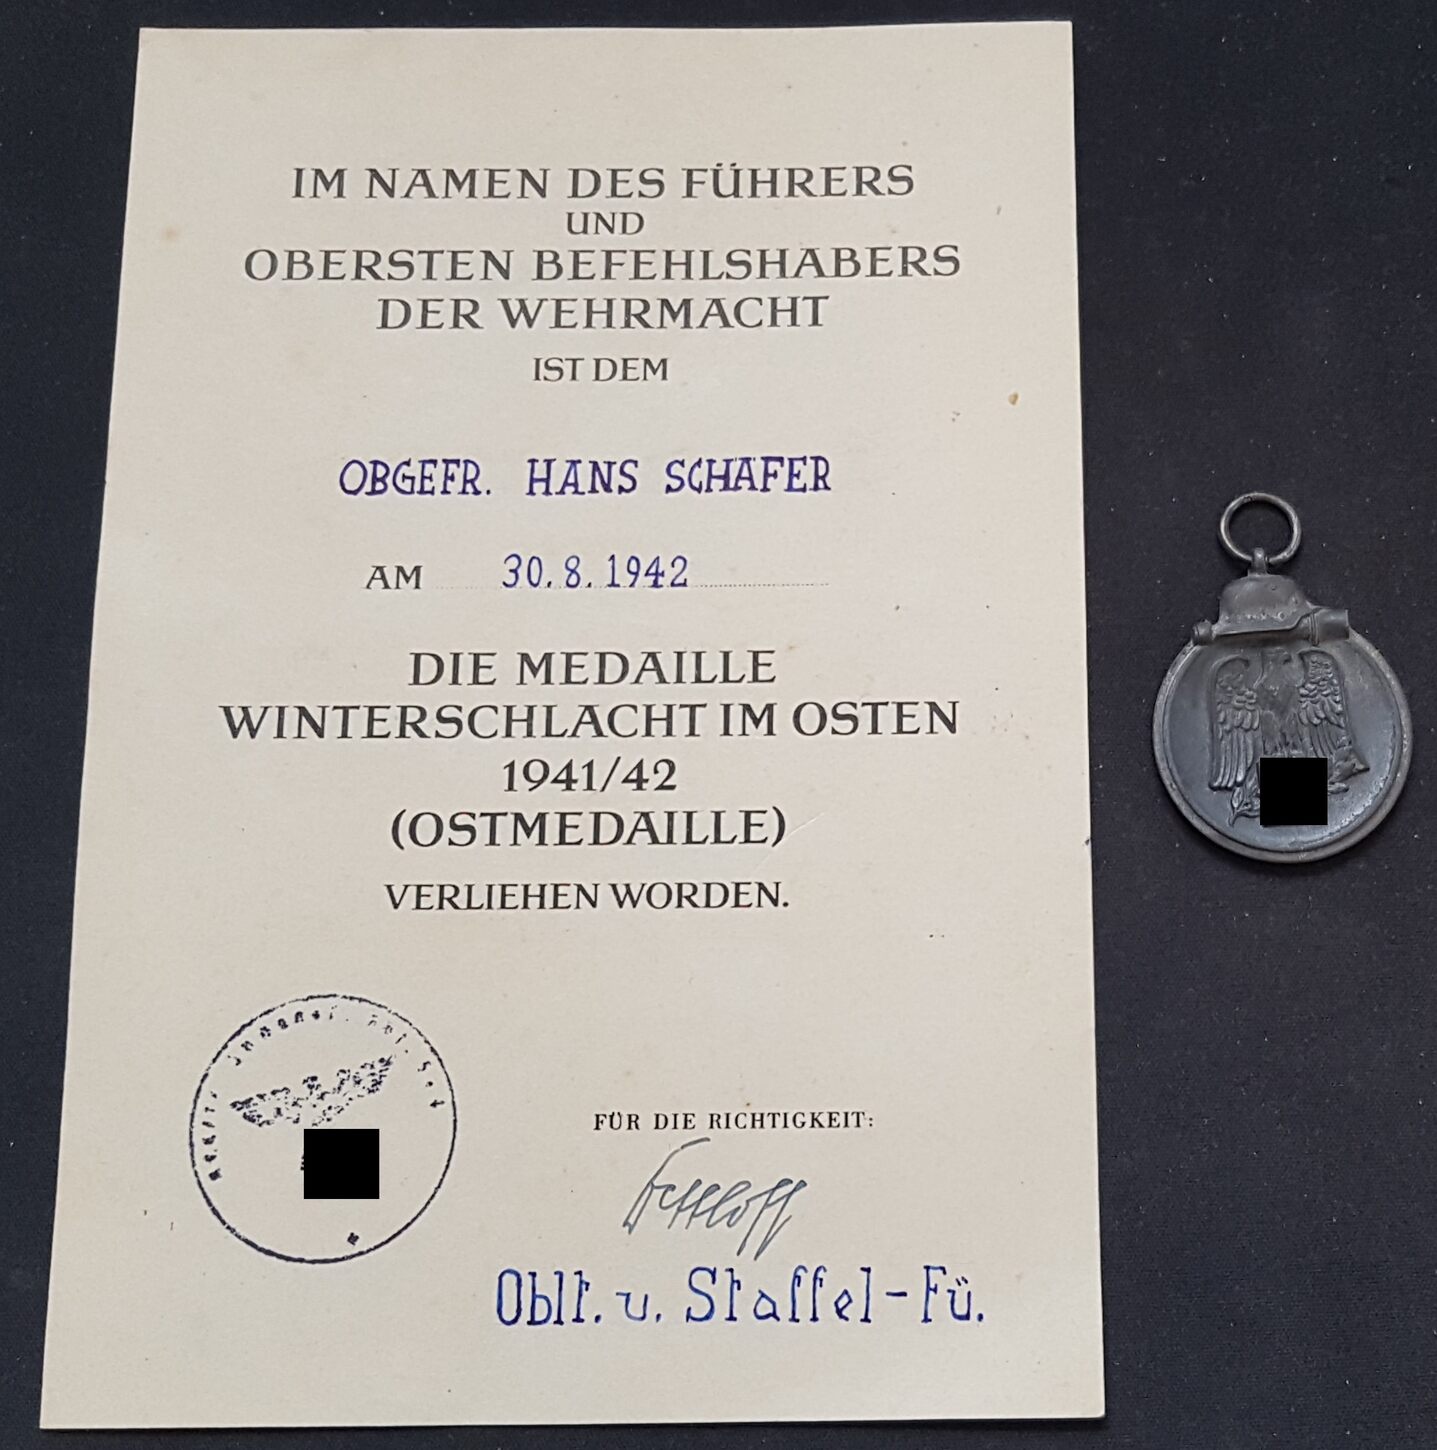 IM NAMEN DES FÜHRERS
UND
OBERSTEN BEFEHLSHABERS
DER WEHRMACHT
IST DEM
OBGEFR. HANS SCHÄFER
AM 30.8.1942
DIE MEDAILLE
WINTERSCHLACHT IM OSTEN
1941/42
(OSTMEDAILLE)
VERLIEHEN WORDEN.
FÜR DIE RICHTIGKEIT:
Oblt. u. Staffel-Fü.